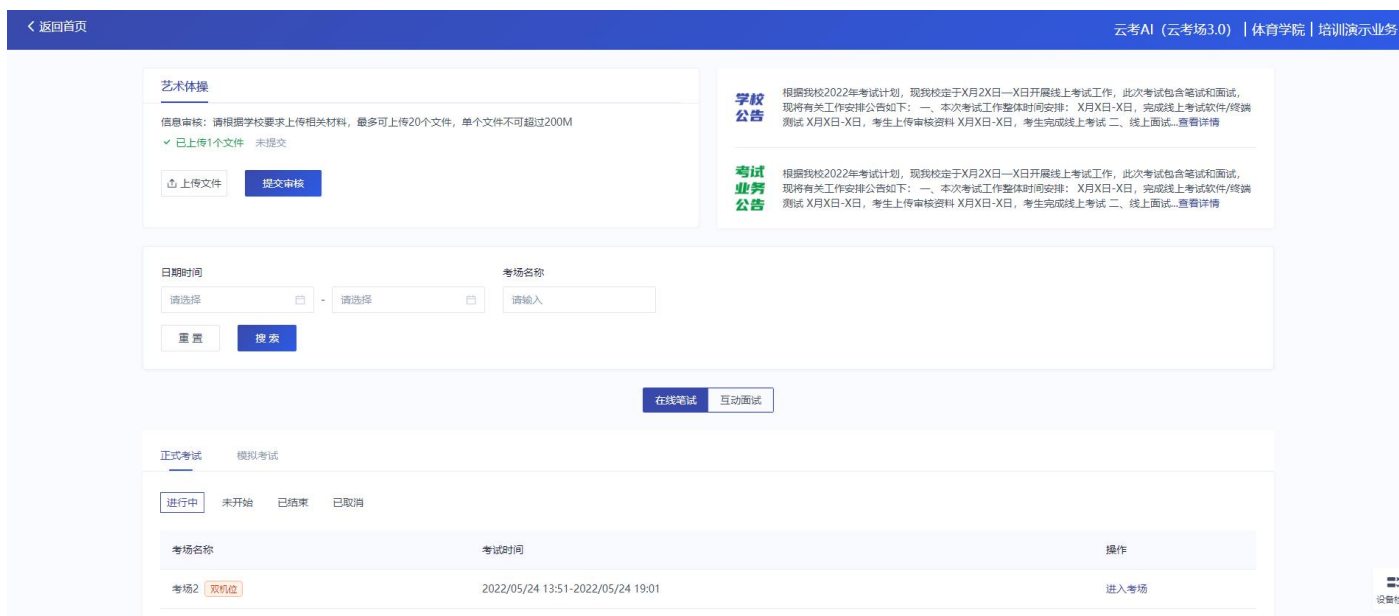 返回首页
云考AI（云考场3.0）｜体育学院｜培训演示业务
艺术体操
信息审核：请根据学校要求上传相关材料，最多可上传20个文件，单个文件不可超过200M
已上传1个文件 未提交
上传文件 提交审核
学校
公告
根据我校2022年考试计划，现我校定于X月2X日—X日开展线上考试工作，此次考试包含笔试和面试，
现将有关工作安排公告如下： 一、本次考试工作整体时间安排： X月X日-X日，完成线上考试软件/终端
测试 X月X日-X日，考生上传审核资料 X月X日-X日，考生完成线上考试 二、线上面试...查看详情
考试
业务
公告
根据我校2022年考试计划，现我校定于X月2X日—X日开展线上考试工作，此次考试包含笔试和面试，
现将有关工作安排公告如下： 一、本次考试工作整体时间安排： X月X日-X日，完成线上考试软件/终端
测试 X月X日-X日，考生上传审核资料 X月X日-X日，考生完成线上考试 二、线上面试...查看详情
日期时间 考场名称
请选择 - 请选择 请输入
重置 搜索
在线笔试 互动面试
正式考试 模拟考试
进行中 未开始 已结束 已取消
考场名称 考试时间 操作
考场2 双机位 2022/05/24 13:51-2022/05/24 19:01 进入考场
设备